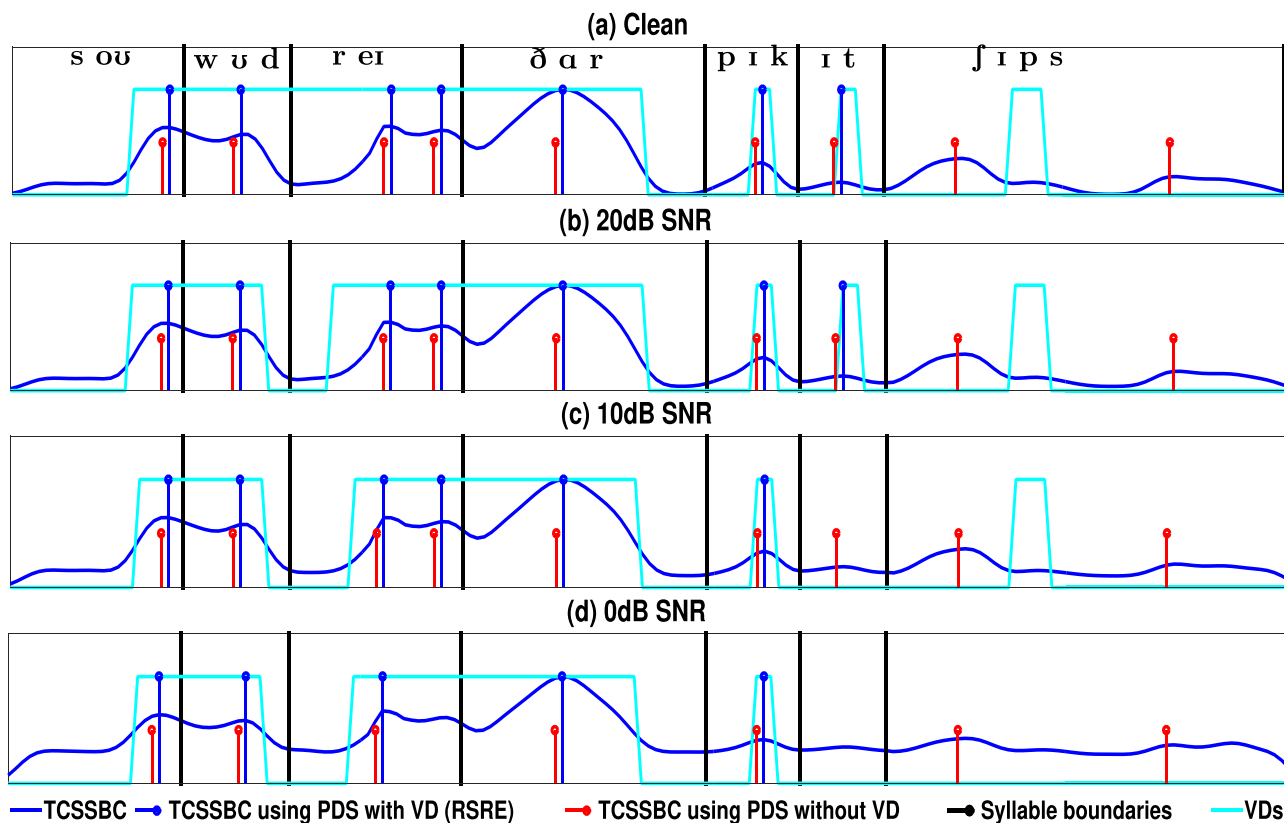 (a) Clean
s oʊ w ʊ d r eɪ ð ɑ r p ɪ k ɪ t ʃ ɪ p s
(b) 20dB SNR
(c) 10dB SNR
(d) 0dB SNR
TCSSBC TCSSBC using PDS with VD (RSRE) TCSSBC using PDS without VD Syllable boundaries VDs